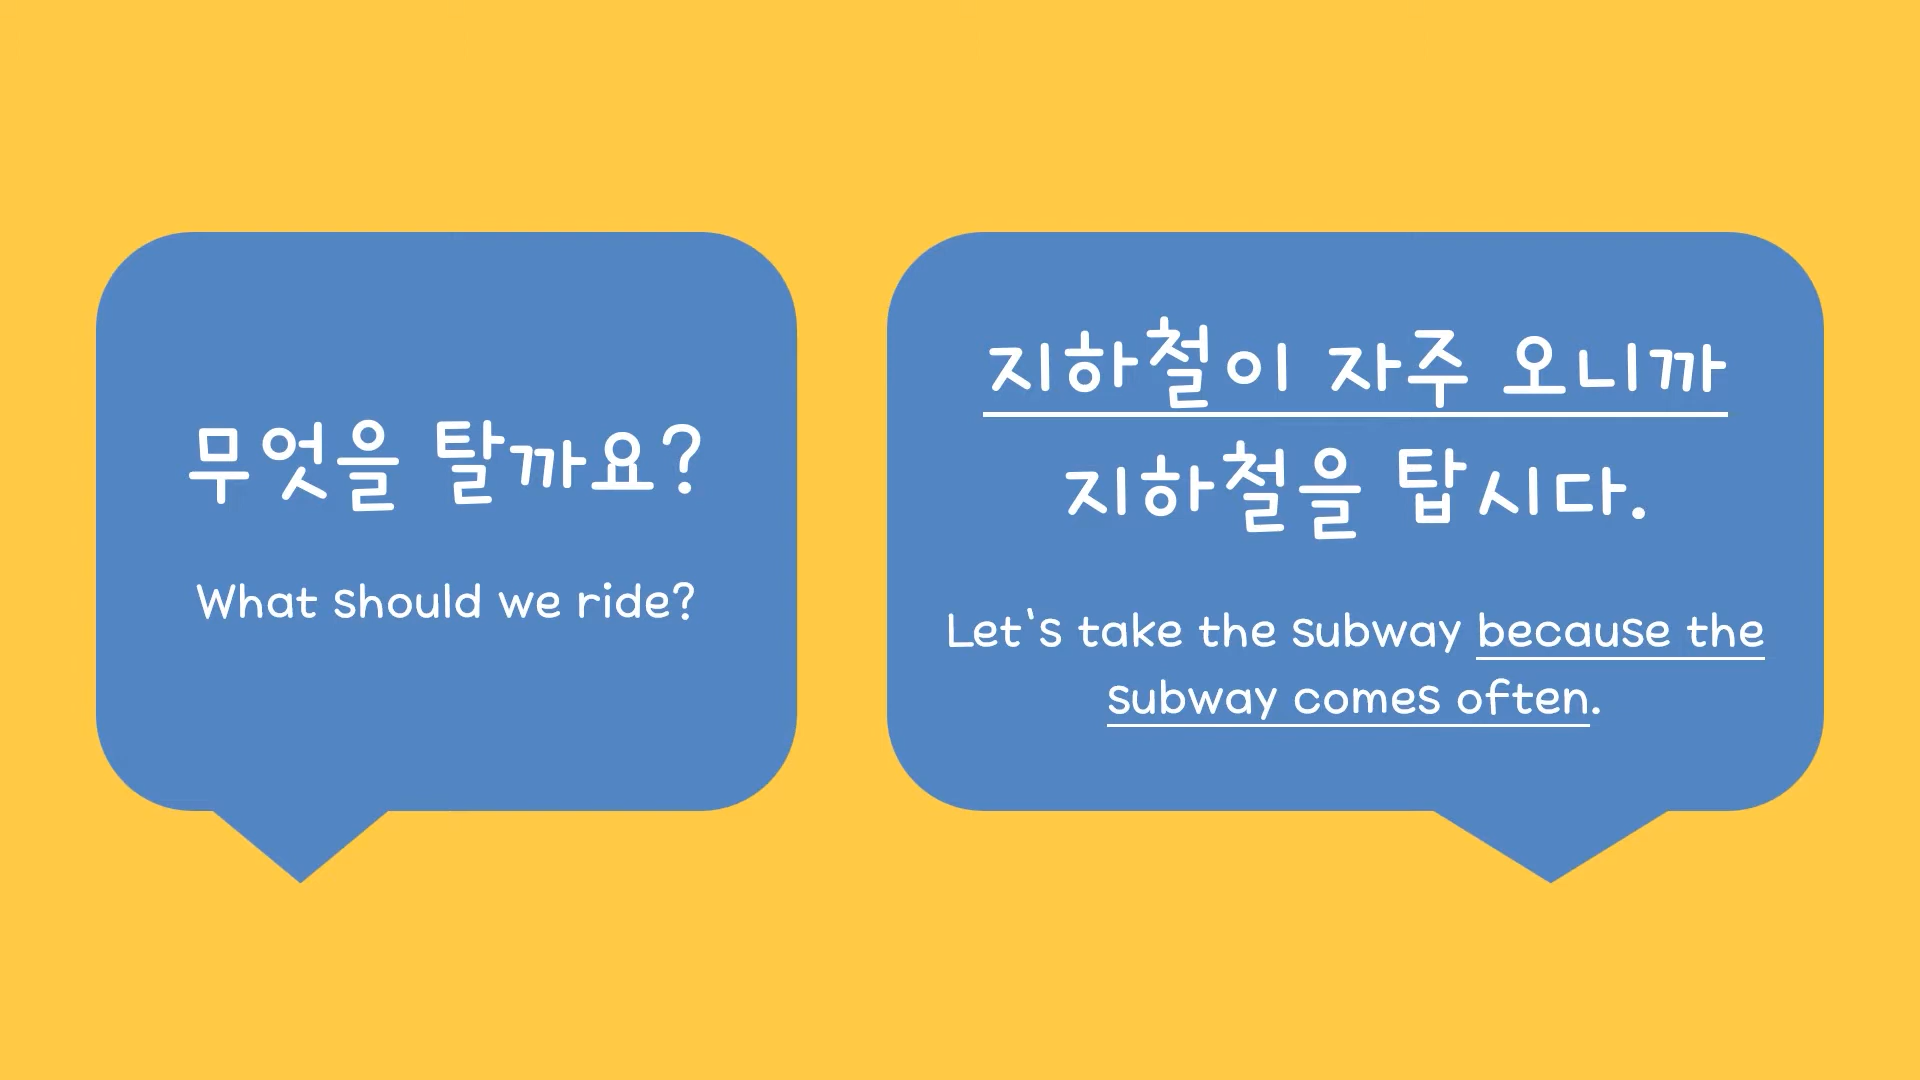 무엇을 탈까요?
What should we ride?
지하철이 자주 오니까
지하철을 탑시다.
Let's take the subway because the
subway comes often.